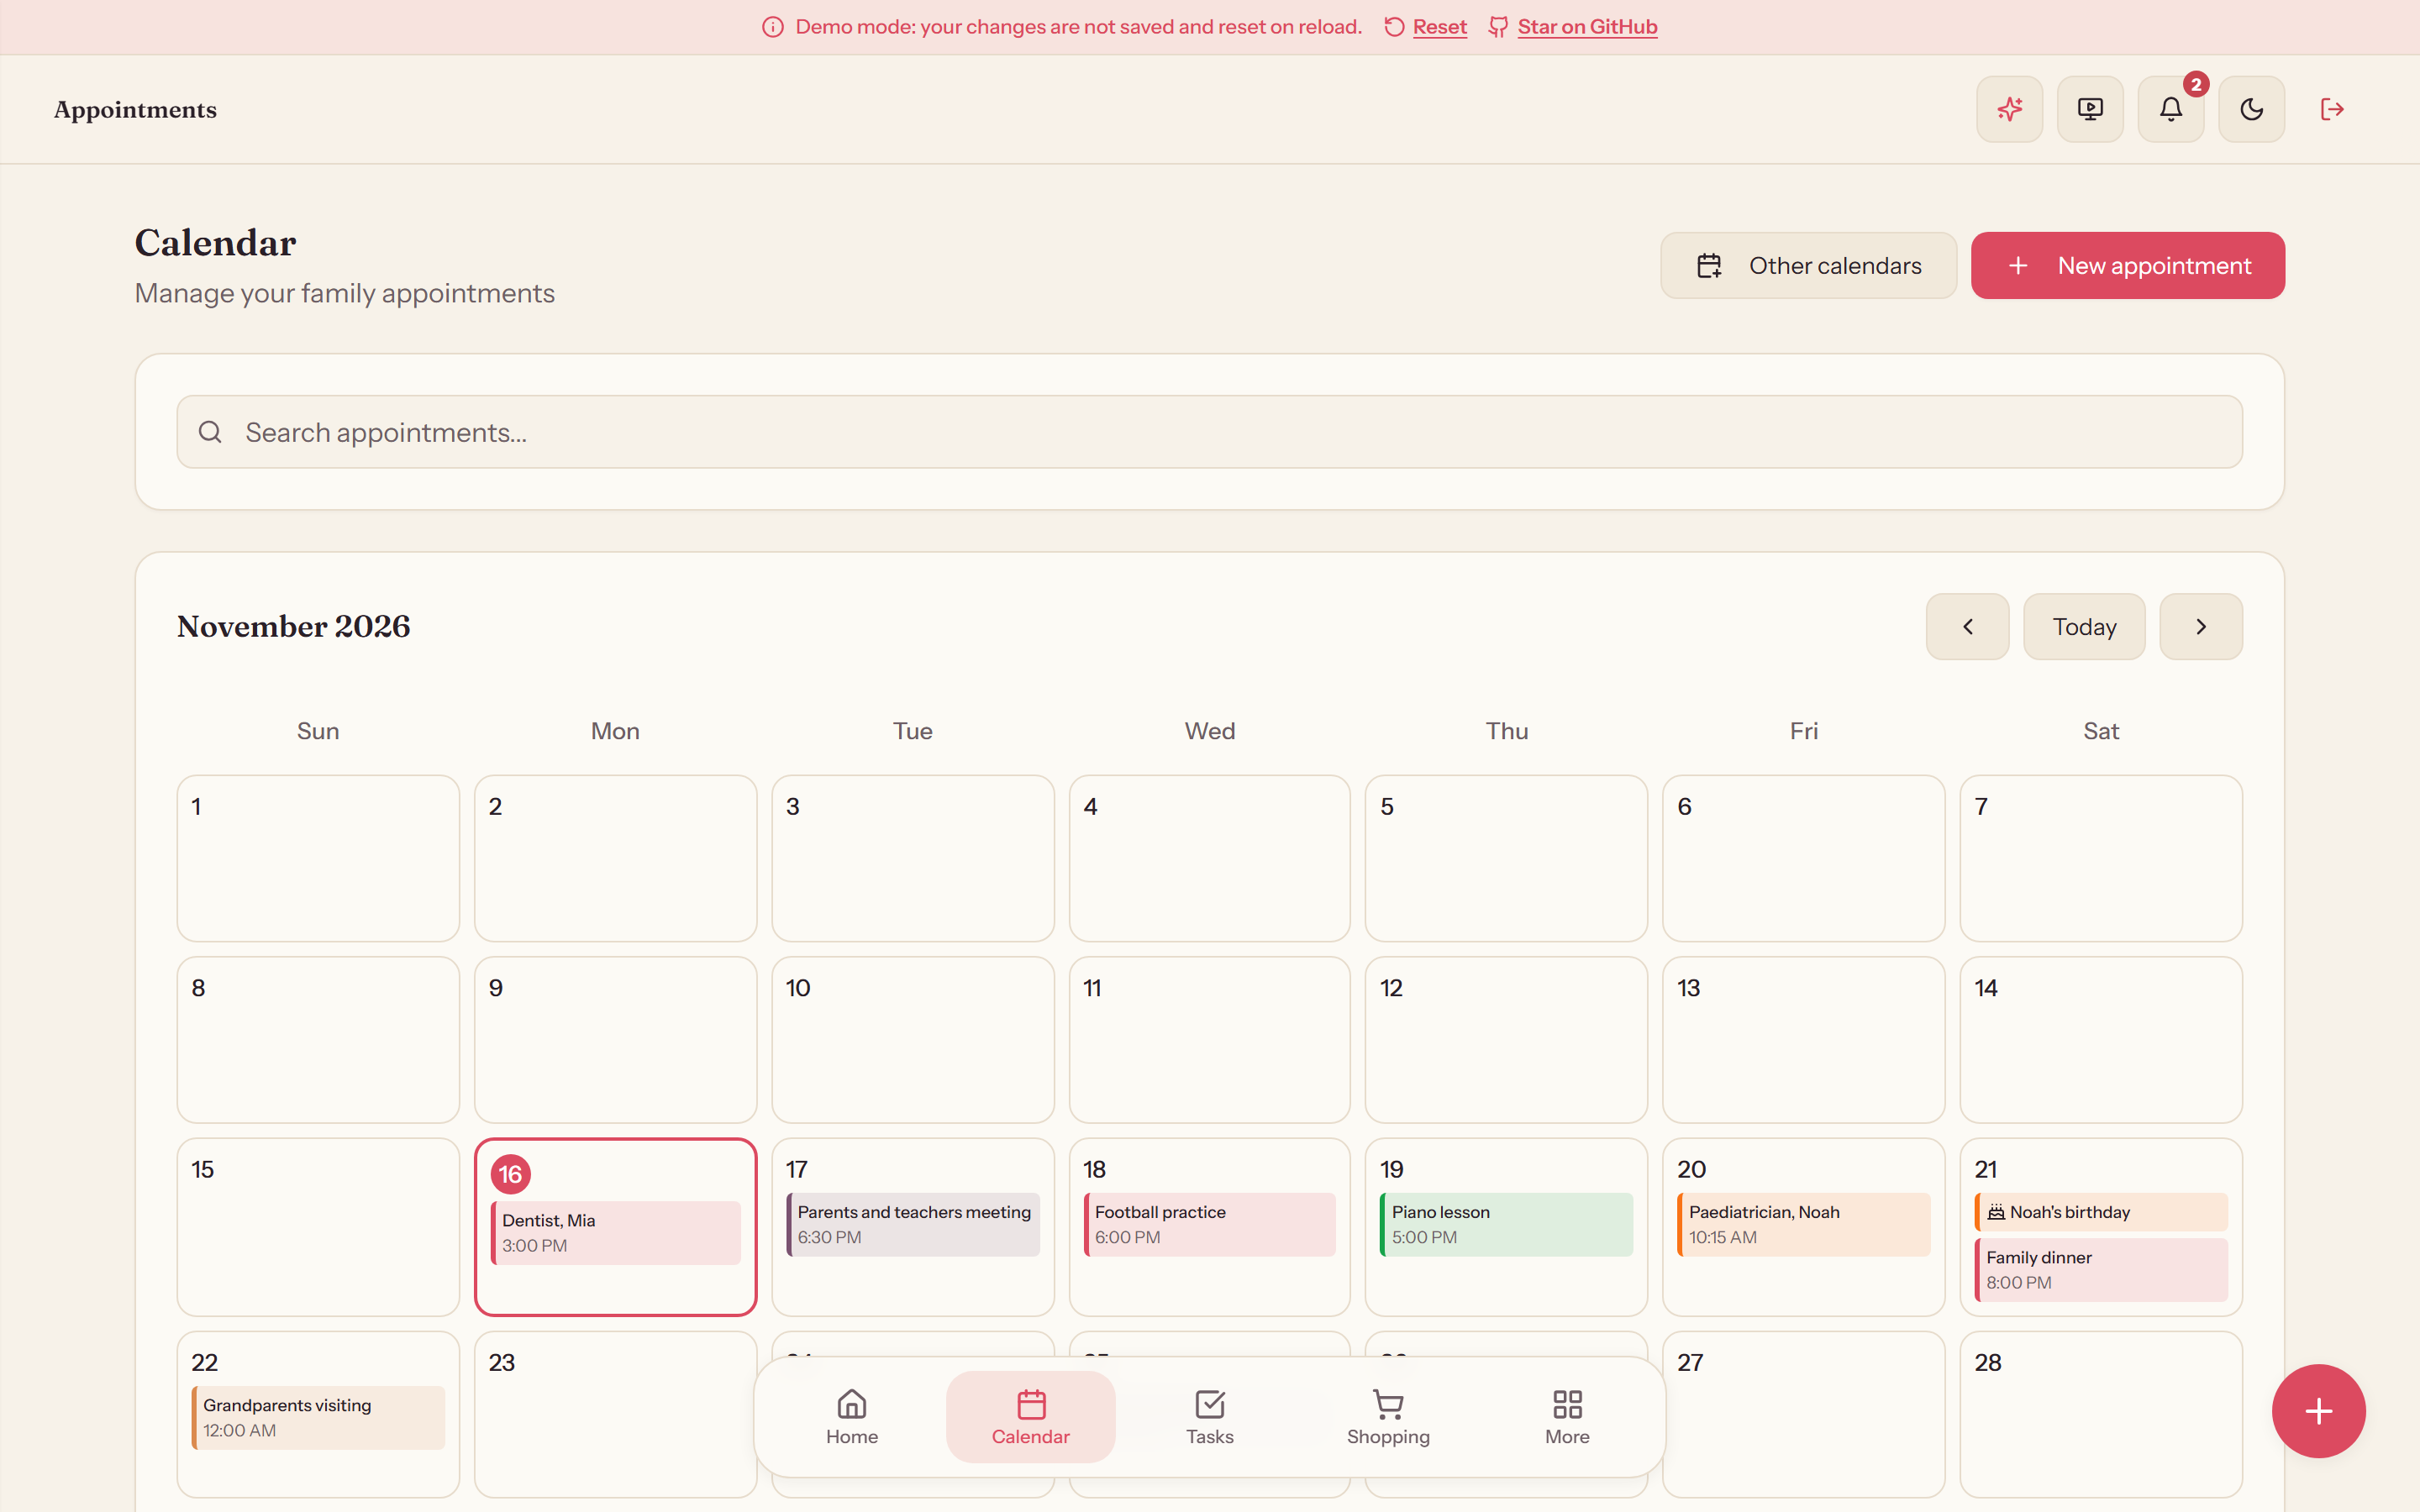 Demo mode: your changes are not saved and reset on reload. Reset Star on GitHub
Appointments
2
Calendar
Manage your family appointments
Other calendars
New appointment
Search appointments...
November 2026
Today
Sun Mon Tue Wed Thu Fri Sat
1 2 3 4 5 6 7
8 9 10 11 12 13 14
15 16 17 18 19 20 21
Dentist, Mia
3:00 PM
Parents and teachers meeting
6:30 PM
Football practice
6:00 PM
Piano lesson
5:00 PM
Paediatrician, Noah
10:15 AM
Noah's birthday
Family dinner
8:00 PM
22 23 27 28
Grandparents visiting
12:00 AM
Home Calendar Tasks Shopping More